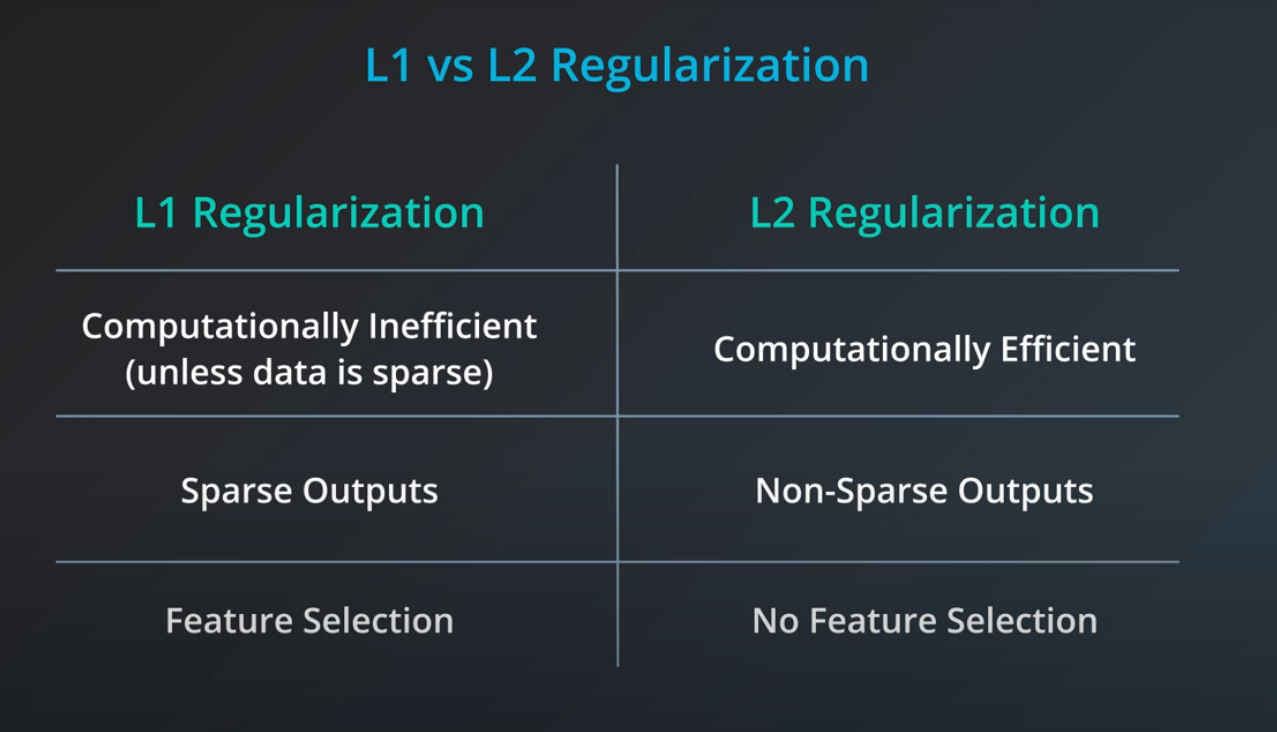 L1 vs L2 Regularization
L1 Regularization
L2 Regularization
Computationally Inefficient
(unless data is sparse)
Computationally Efficient
Sparse Outputs
Non-Sparse Outputs
Feature Selection
No Feature Selection